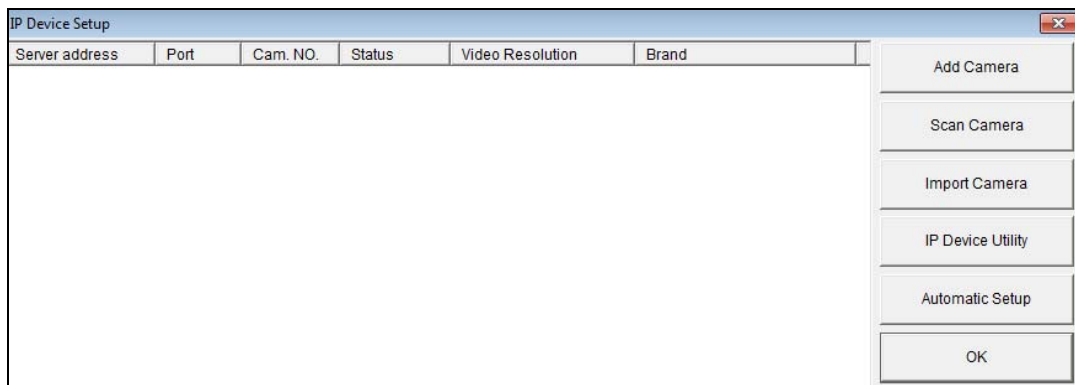 IP Device Setup
Server address Port Cam. NO. Status Video Resolution Brand
Add Camera
Scan Camera
Import Camera
IP Device Utility
Automatic Setup
OK